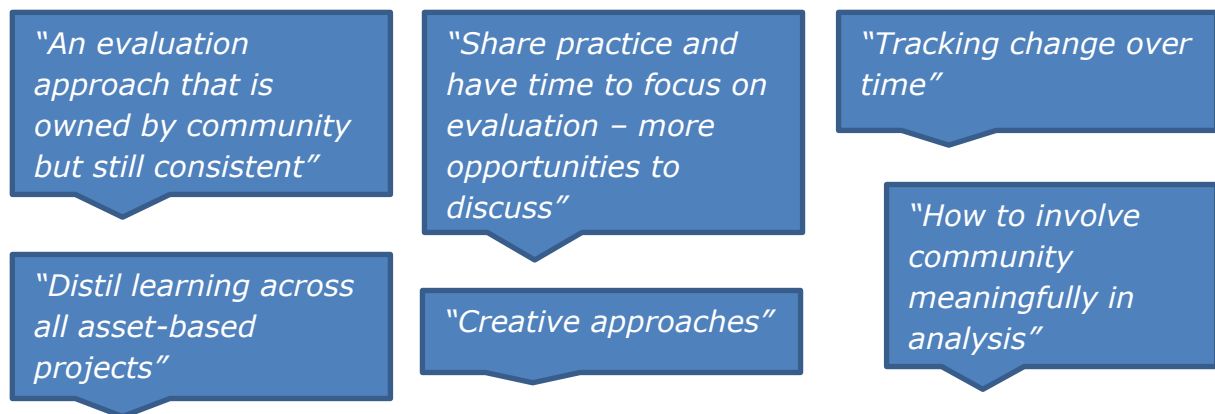 “An evaluation
approach that is
owned by community
but still consistent”
“Share practice and
have time to focus on
evaluation – more
opportunities to
discuss”
“Tracking change over
time”
“Distil learning across
all asset-based
projects”
“Creative approaches”
“How to involve
community
meaningfully in
analysis”